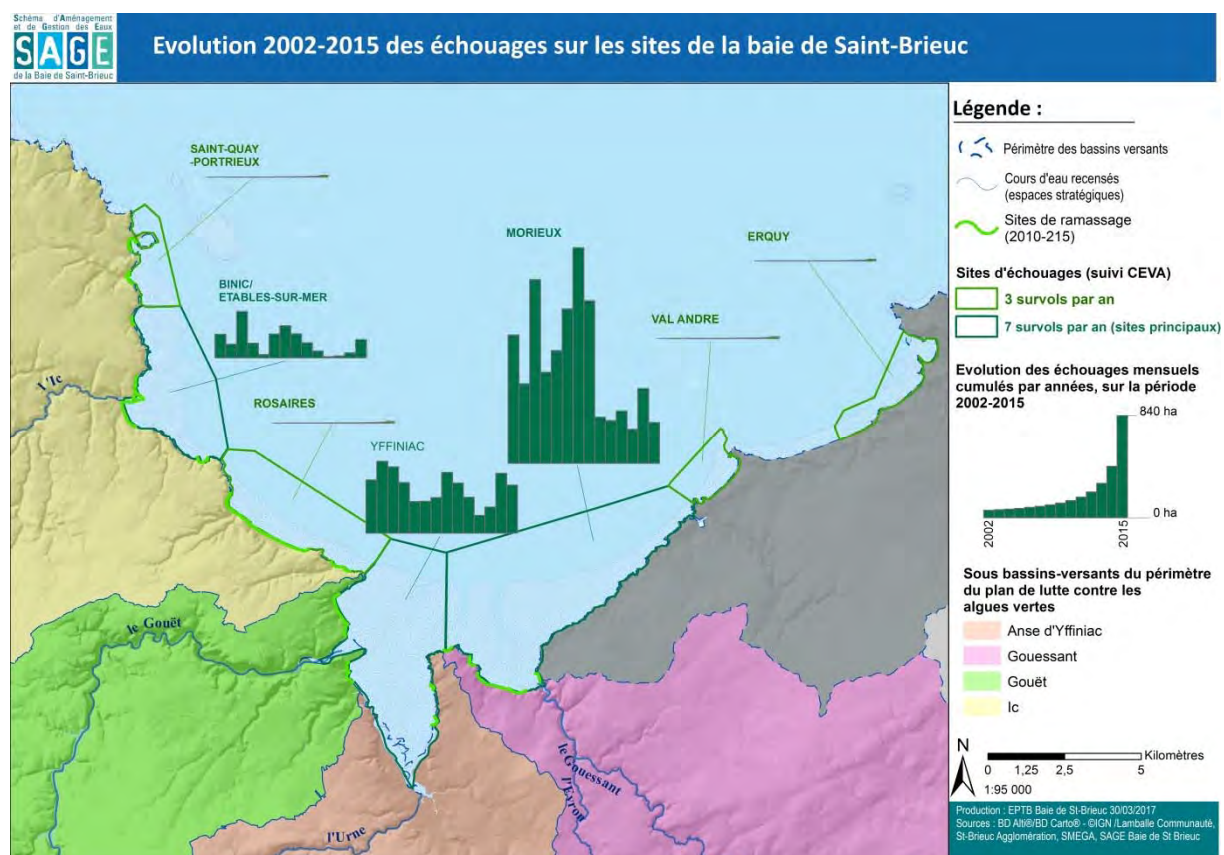 Schéma d'Aménagement
et de Gestion des Eaux
SAGE
de la Baie de Saint-Brieuc
Evolution 2002-2015 des échouages sur les sites de la baie de Saint-Brieuc
SAINT-QUAY
-PORTRIEUX
BINIC/
ETABLES-SUR-MER
MORIEUX
ERQUY
VAL ANDRE
ROSAIRES
YFFINIAC
l'Ic
le Gouët
le Gouessant
l'Evron
l'Urne
Légende :
Périmètre des bassins versants
Cours d'eau recensés
(espaces stratégiques)
Sites de ramassage
(2010-215)
Sites d'échouages (suivi CEVA)
3 survols par an
7 survols par an (sites principaux)
Evolution des échouages mensuels
cumulés par années, sur la période
2002-2015
840 ha
0 ha
2002
2015
Sous bassins-versants du périmètre
du plan de lutte contre les
algues vertes
Anse d'Yffiniac
Gouessant
Gouët
Ic
N
Kilomètres
0 1,25 2,5 5
1:95 000
Production : EPTB Baie de St-Brieuc 30/03/2017
Sources : BD Alti®/BD Carto® - ©IGN /Lamballe Communauté,
St-Brieuc Agglomération, SMEGA, SAGE Baie de St Brieuc